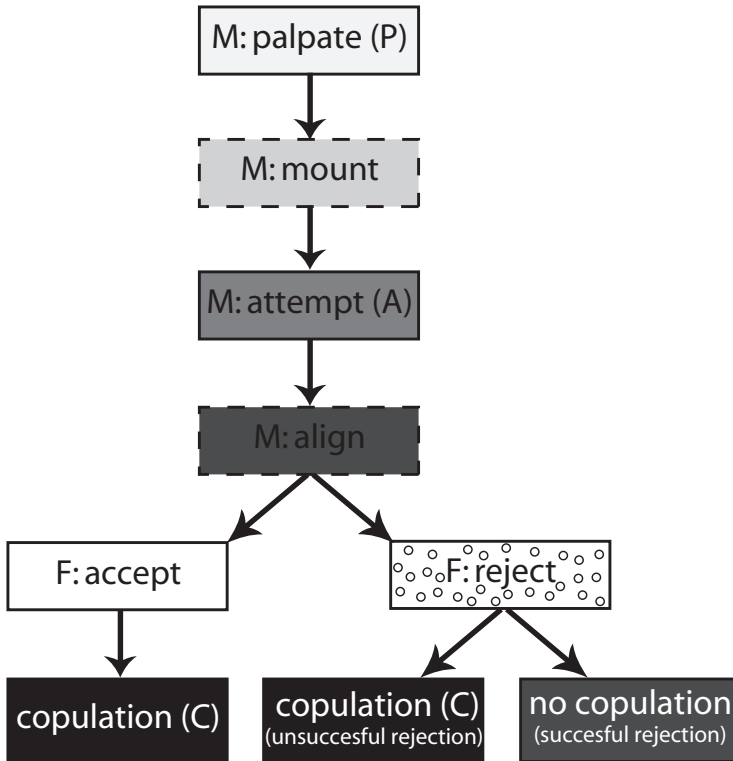 M: palpate (P)
M: mount
M: attempt (A)
M: align
F: accept
F: reject
copulation (C)
copulation (C)
(unsuccesful rejection)
no copulation
(succesful rejection)